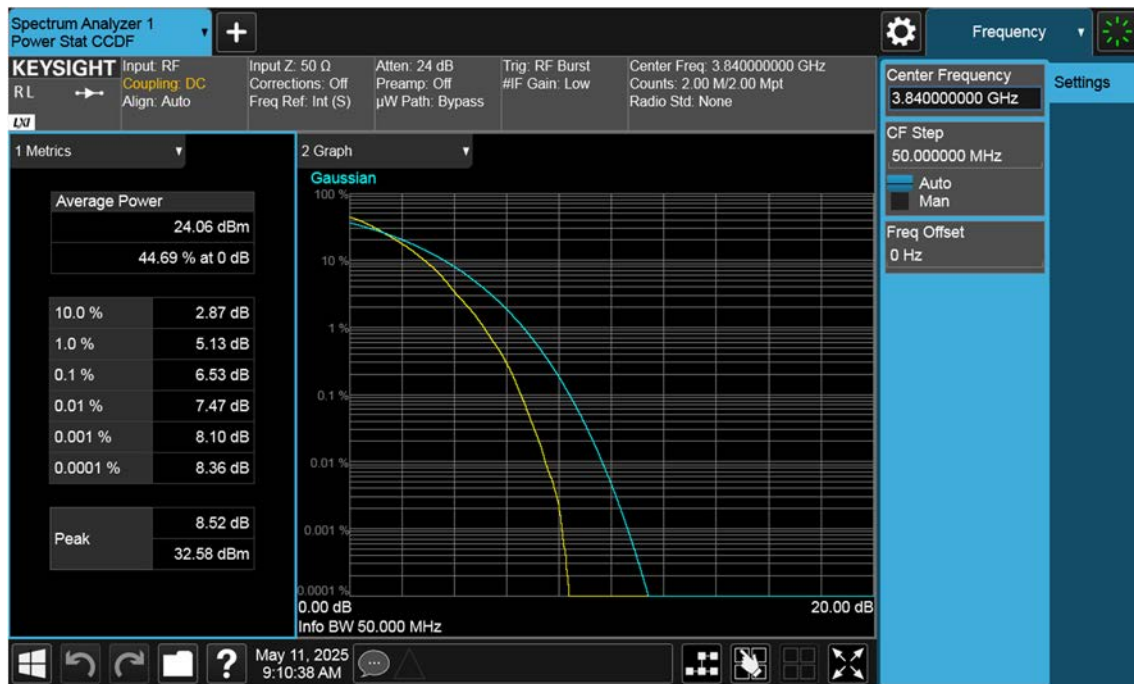 Spectrum Analyzer 1
Power Stat CCDF
+
Frequency
KEYSIGHT
RL
LXI
Input: RF
Coupling: DC
Align: Auto
Input Z: 50 Ω
Corrections: Off
Freq Ref: Int (S)
Atten: 24 dB
Preamp: Off
µW Path: Bypass
Trig: RF Burst
#IF Gain: Low
Center Freq: 3.840000000 GHz
Counts: 2.00 M/2.00 Mpt
Radio Std: None
Center Frequency
3.840000000 GHz
Settings
CF Step
50.000000 MHz
Auto
Man
Freq Offset
0 Hz
1 Metrics
Average Power
24.06 dBm
44.69 % at 0 dB
10.0 % 2.87 dB
1.0 % 5.13 dB
0.1 % 6.53 dB
0.01 % 7.47 dB
0.001 % 8.10 dB
0.0001 % 8.36 dB
Peak
8.52 dB
32.58 dBm
2 Graph
Gaussian
100 %
10 %
1 %
0.1 %
0.01 %
0.001 %
0.0001 %
0.00 dB 20.00 dB
Info BW 50.000 MHz
?
May 11, 2025
9:10:38 AM